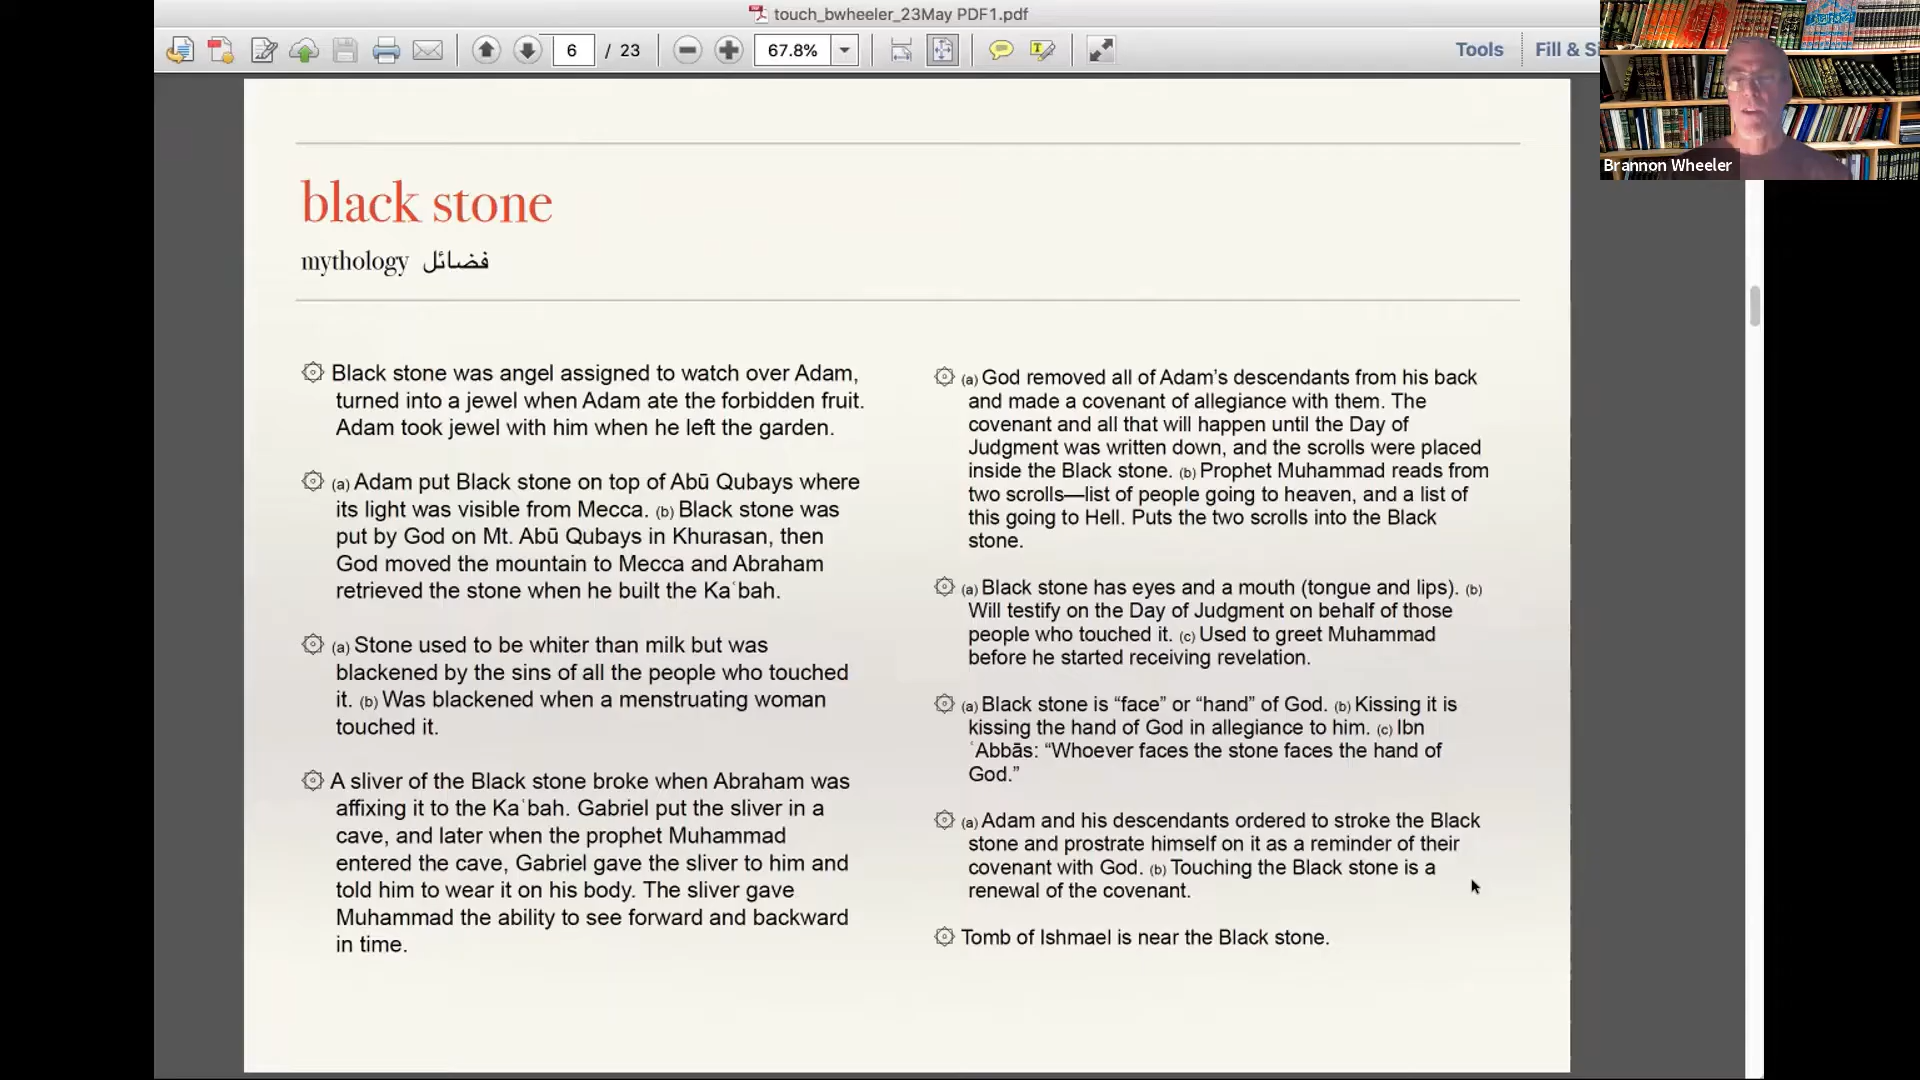 touch_bwheeler_23May PDF1.pdf
6 / 23
67.8%
Tools
Fill & S
Brannon Wheeler
black stone
mythology فضائل
Black stone was angel assigned to watch over Adam,
turned into a jewel when Adam ate the forbidden fruit.
Adam took jewel with him when he left the garden.
(a) Adam put Black stone on top of Abū Qubays where
its light was visible from Mecca. (b) Black stone was
put by God on Mt. Abū Qubays in Khurasan, then
God moved the mountain to Mecca and Abraham
retrieved the stone when he built the Kaʿbah.
(a) Stone used to be whiter than milk but was
blackened by the sins of all the people who touched
it. (b) Was blackened when a menstruating woman
touched it.
A sliver of the Black stone broke when Abraham was
affixing it to the Kaʿbah. Gabriel put the sliver in a
cave, and later when the prophet Muhammad
entered the cave, Gabriel gave the sliver to him and
told him to wear it on his body. The sliver gave
Muhammad the ability to see forward and backward
in time.
(a) God removed all of Adam’s descendants from his back
and made a covenant of allegiance with them. The
covenant and all that will happen until the Day of
Judgment was written down, and the scrolls were placed
inside the Black stone. (b) Prophet Muhammad reads from
two scrolls—list of people going to heaven, and a list of
this going to Hell. Puts the two scrolls into the Black
stone.
(a) Black stone has eyes and a mouth (tongue and lips). (b)
Will testify on the Day of Judgment on behalf of those
people who touched it. (c) Used to greet Muhammad
before he started receiving revelation.
(a) Black stone is “face” or “hand” of God. (b) Kissing it is
kissing the hand of God in allegiance to him. (c) Ibn
ʿAbbās: “Whoever faces the stone faces the hand of
God.”
(a) Adam and his descendants ordered to stroke the Black
stone and prostrate himself on it as a reminder of their
covenant with God. (b) Touching the Black stone is a
renewal of the covenant.
Tomb of Ishmael is near the Black stone.